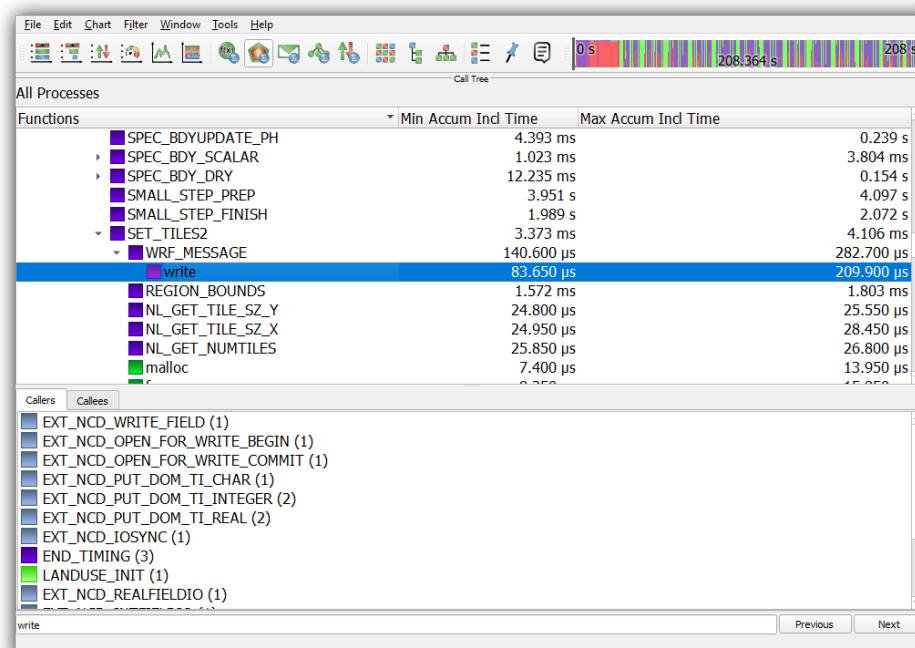 File Edit Chart Filter Window Tools Help
0 s 208.364 s 208 s
Call Tree
All Processes
Functions Min Accum Incl Time Max Accum Incl Time
SPEC_BDYUPDATE_PH 4.393 ms 0.239 s
SPEC_BDY_SCALAR 1.023 ms 3.804 ms
SPEC_BDY_DRY 12.235 ms 0.154 s
SMALL_STEP_PREP 3.951 s 4.097 s
SMALL_STEP_FINISH 1.989 s 2.072 s
SET_TILES2 3.373 ms 4.106 ms
WRF_MESSAGE 140.600 µs 282.700 µs
write 83.650 µs 209.900 µs
REGION_BOUNDS 1.572 ms 1.803 ms
NL_GET_TILE_SZ_Y 24.800 µs 25.550 µs
NL_GET_TILE_SZ_X 24.950 µs 28.450 µs
NL_GET_NUMTILES 25.850 µs 26.800 µs
malloc 7.400 µs 13.950 µs
Callers Callees
EXT_NCD_WRITE_FIELD (1)
EXT_NCD_OPEN_FOR_WRITE_BEGIN (1)
EXT_NCD_OPEN_FOR_WRITE_COMMIT (1)
EXT_NCD_PUT_DOM_TI_CHAR (1)
EXT_NCD_PUT_DOM_TI_INTEGER (2)
EXT_NCD_PUT_DOM_TI_REAL (2)
EXT_NCD_IOSYNC (1)
END_TIMING (3)
LANDUSE_INIT (1)
EXT_NCD_REALFIELDIO (1)
write Previous Next